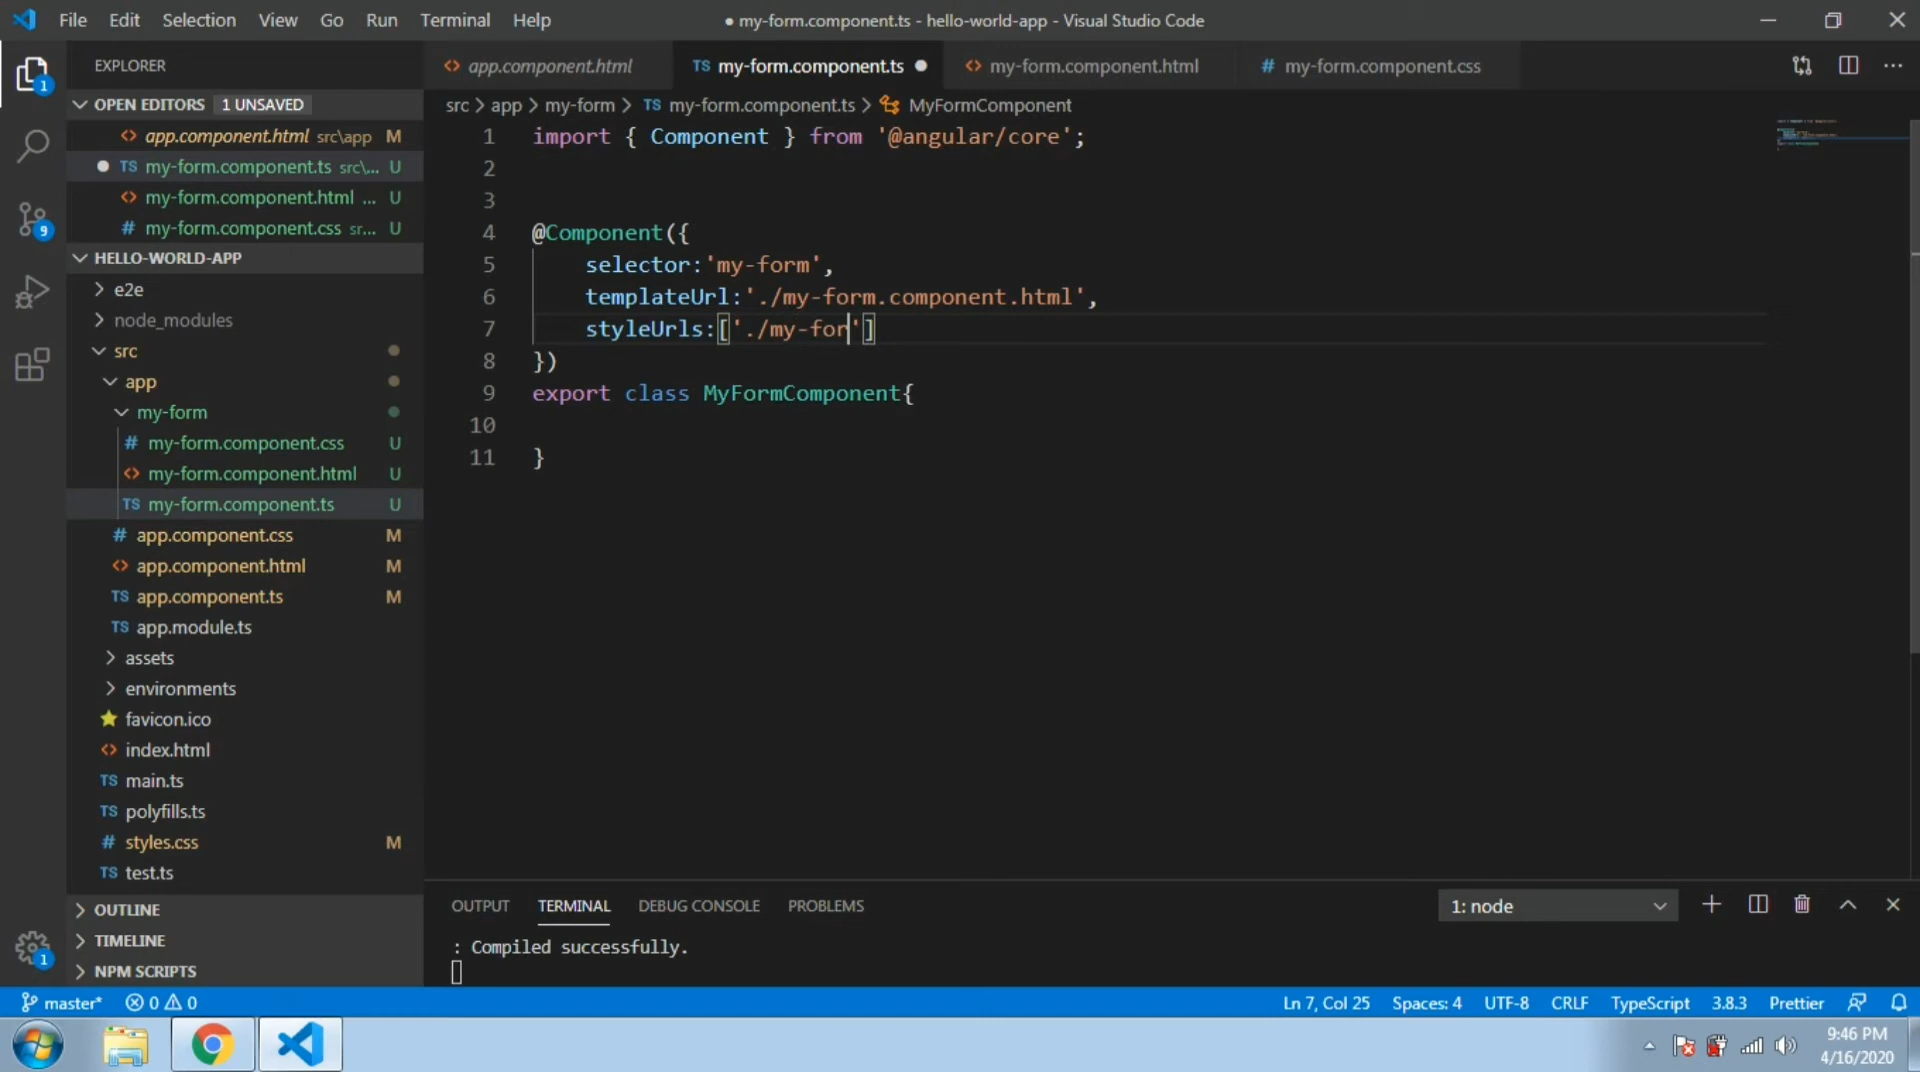 File Edit Selection View Go Run Terminal Help
● my-form.component.ts - hello-world-app - Visual Studio Code
EXPLORER
OPEN EDITORS 1 UNSAVED
app.component.html src\app M
TS my-form.component.ts src\... U
my-form.component.html ... U
# my-form.component.css sr... U
HELLO-WORLD-APP
e2e
node_modules
src
app
my-form
# my-form.component.css U
my-form.component.html U
TS my-form.component.ts U
# app.component.css M
app.component.html M
TS app.component.ts M
TS app.module.ts
assets
environments
favicon.ico
index.html
TS main.ts
TS polyfills.ts
# styles.css M
TS test.ts
OUTLINE
TIMELINE
NPM SCRIPTS
1
9
1
app.component.html TS my-form.component.ts my-form.component.html # my-form.component.css
src > app > my-form > TS my-form.component.ts > MyFormComponent
1 import { Component } from '@angular/core';
2
3
4 @Component({
5 selector:'my-form',
6 templateUrl:'./my-form.component.html',
7 styleUrls:['./my-for']
8 })
9 export class MyFormComponent{
10
11 }
OUTPUT TERMINAL DEBUG CONSOLE PROBLEMS 1: node
: Compiled successfully.
master* 0 0 Ln 7, Col 25 Spaces: 4 UTF-8 CRLF TypeScript 3.8.3 Prettier
9:46 PM
4/16/2020